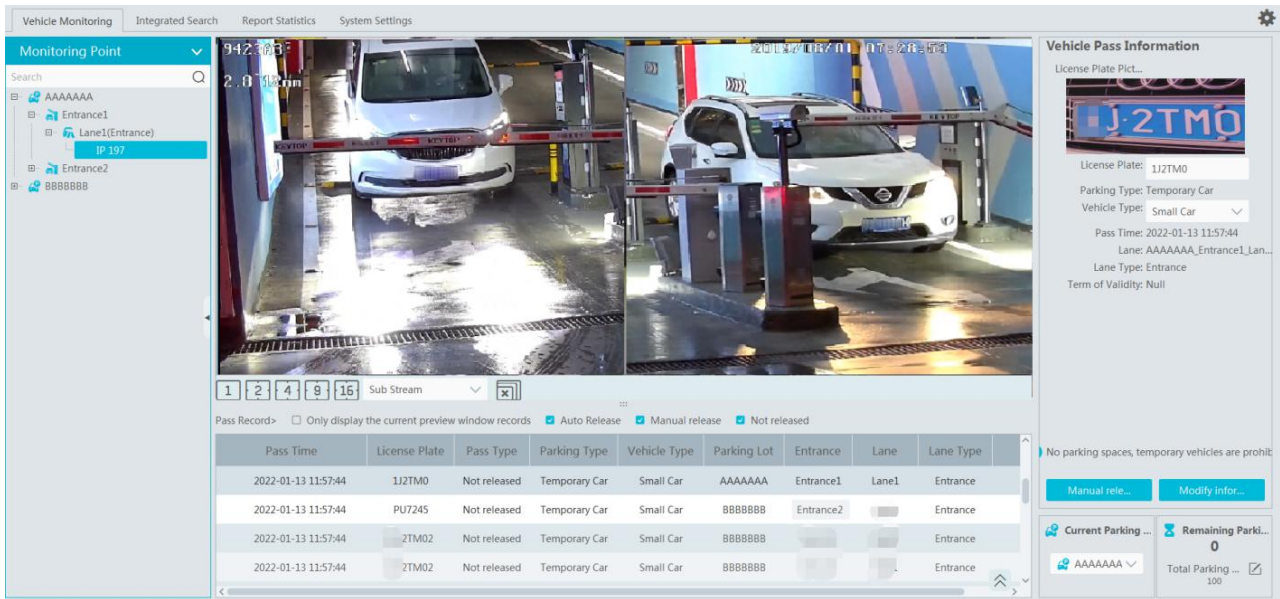 Vehicle Monitoring Integrated Search Report Statistics System Settings
Monitoring Point
Search
AAAAAAA
Entrance1
Lane1(Entrance)
IP 197
Entrance2
BBBBBBB
2.8
KEYTOP
KEYTOP
KEYTOP
1 2 4 9 16 Sub Stream
Pass Record> Only display the current preview window records Auto Release Manual release Not released
Pass Time License Plate Pass Type Parking Type Vehicle Type Parking Lot Entrance Lane Lane Type
2022-01-13 11:57:44 1J2TM0 Not released Temporary Car Small Car AAAAAAA Entrance1 Lane1 Entrance
2022-01-13 11:57:44 PU7245 Not released Temporary Car Small Car BBBBBBB Entrance2 Entrance
2022-01-13 11:57:44 2TM02 Not released Temporary Car Small Car BBBBBBB Entrance
2022-01-13 11:57:44 2TM02 Not released Temporary Car Small Car BBBBBBB Entrance
Vehicle Pass Information
License Plate Pict...
J·2TM0
License Plate: 1J2TM0
Parking Type: Temporary Car
Vehicle Type: Small Car
Pass Time: 2022-01-13 11:57:44
Lane: AAAAAAA_Entrance1_Lan...
Lane Type: Entrance
Term of Validity: Null
No parking spaces, temporary vehicles are prohib
Manual rele... Modify infor...
Current Parking ...
AAAAAAA
Remaining Parki...
0
Total Parking ...
100